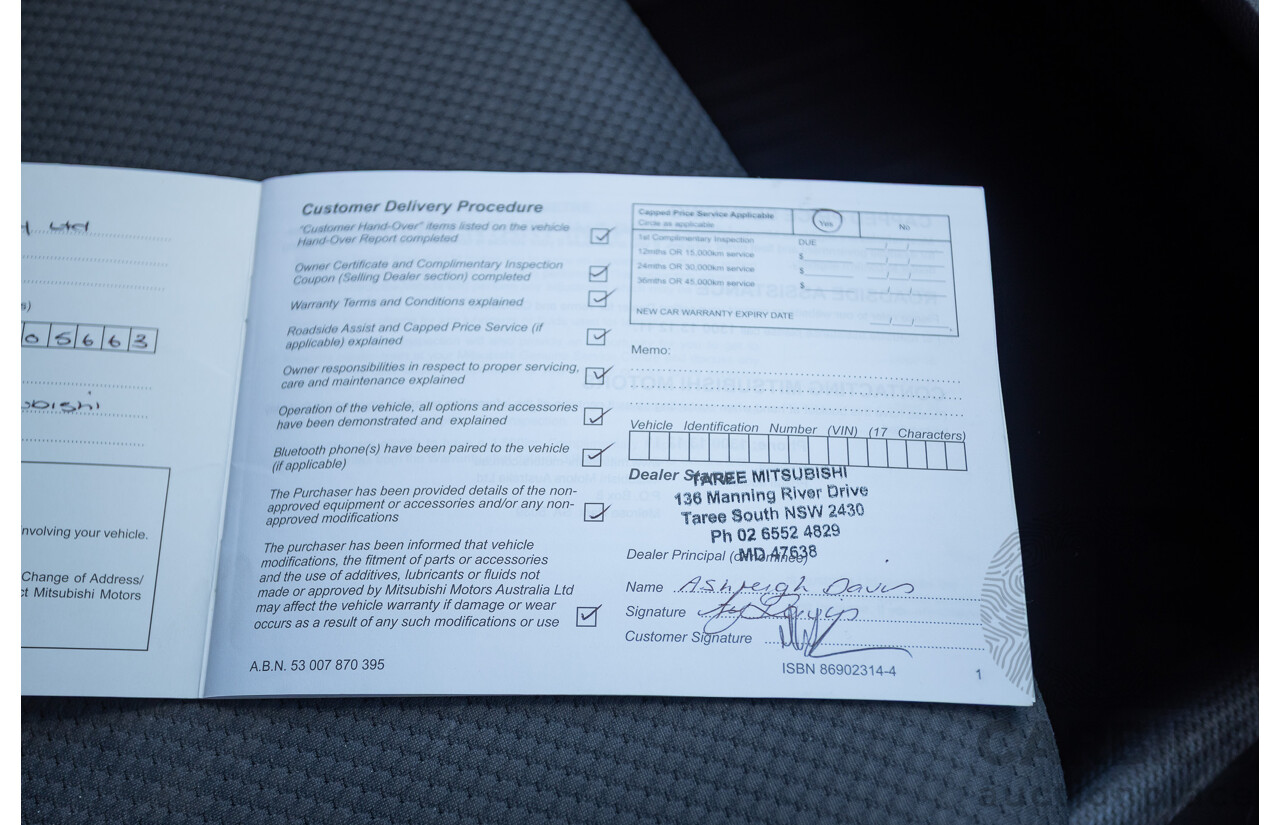 Ltd
s)
0 5 6 6 3
involving your vehicle.
Change of Address/
ct Mitsubishi Motors
Customer Delivery Procedure
"Customer Hand-Over" items listed on the vehicle
Hand-Over Report completed
Owner Certificate and Complimentary Inspection
Coupon (Selling Dealer section) completed
Warranty Terms and Conditions explained
Roadside Assist and Capped Price Service (if
applicable) explained
Owner responsibilities in respect to proper servicing,
care and maintenance explained
Operation of the vehicle, all options and accessories
have been demonstrated and explained
Bluetooth phone(s) have been paired to the vehicle
(if applicable)
The Purchaser has been provided details of the non-
approved equipment or accessories and/or any non-
approved modifications
The purchaser has been informed that vehicle
modifications, the fitment of parts or accessories
and the use of additives, lubricants or fluids not
made or approved by Mitsubishi Motors Australia Ltd
may affect the vehicle warranty if damage or wear
occurs as a result of any such modifications or use
A.B.N. 53 007 870 395
Capped Price Service Applicable
Circle as applicable
Yes
No
1st Complimentary Inspection
DUE
12mths OR 15,000km service $
24mths OR 30,000km service $
36mths OR 45,000km service $
NEW CAR WARRANTY EXPIRY DATE
Memo:
Vehicle Identification Number (VIN) (17 Characters)
Dealer
TAREE MITSUBISHI
136 Manning River Drive
Taree South NSW 2430
Ph 02 6552 4829
MD 47638
Dealer Principal
Name Ashleigh Davis
Signature
Customer Signature
ISBN 86902314-4
1